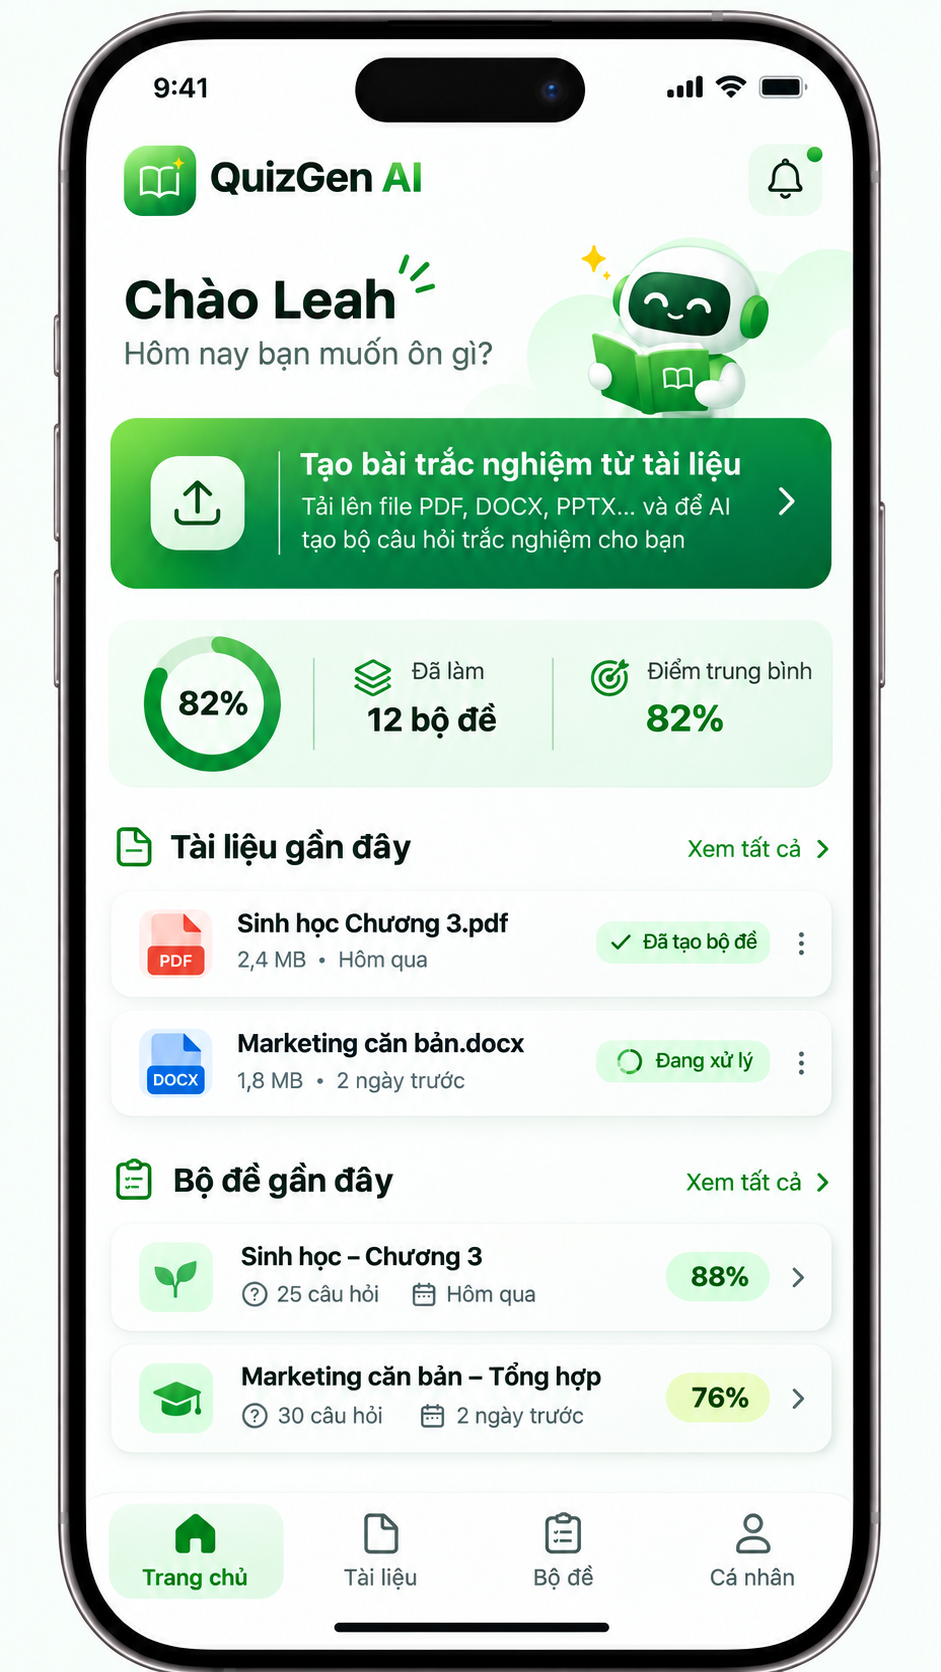 9:41
QuizGen AI
Chào Leah
Hôm nay bạn muốn ôn gì?
Tạo bài trắc nghiệm từ tài liệu
Tải lên file PDF, DOCX, PPTX... và để AI
tạo bộ câu hỏi trắc nghiệm cho bạn
82%
Đã làm
12 bộ đề
Điểm trung bình
82%
Tài liệu gần đây
Xem tất cả
PDF
Sinh học Chương 3.pdf
2,4 MB • Hôm qua
Đã tạo bộ đề
DOCX
Marketing căn bản.docx
1,8 MB • 2 ngày trước
Đang xử lý
Bộ đề gần đây
Xem tất cả
Sinh học – Chương 3
25 câu hỏi Hôm qua
88%
Marketing căn bản – Tổng hợp
30 câu hỏi 2 ngày trước
76%
Trang chủ
Tài liệu
Bộ đề
Cá nhân